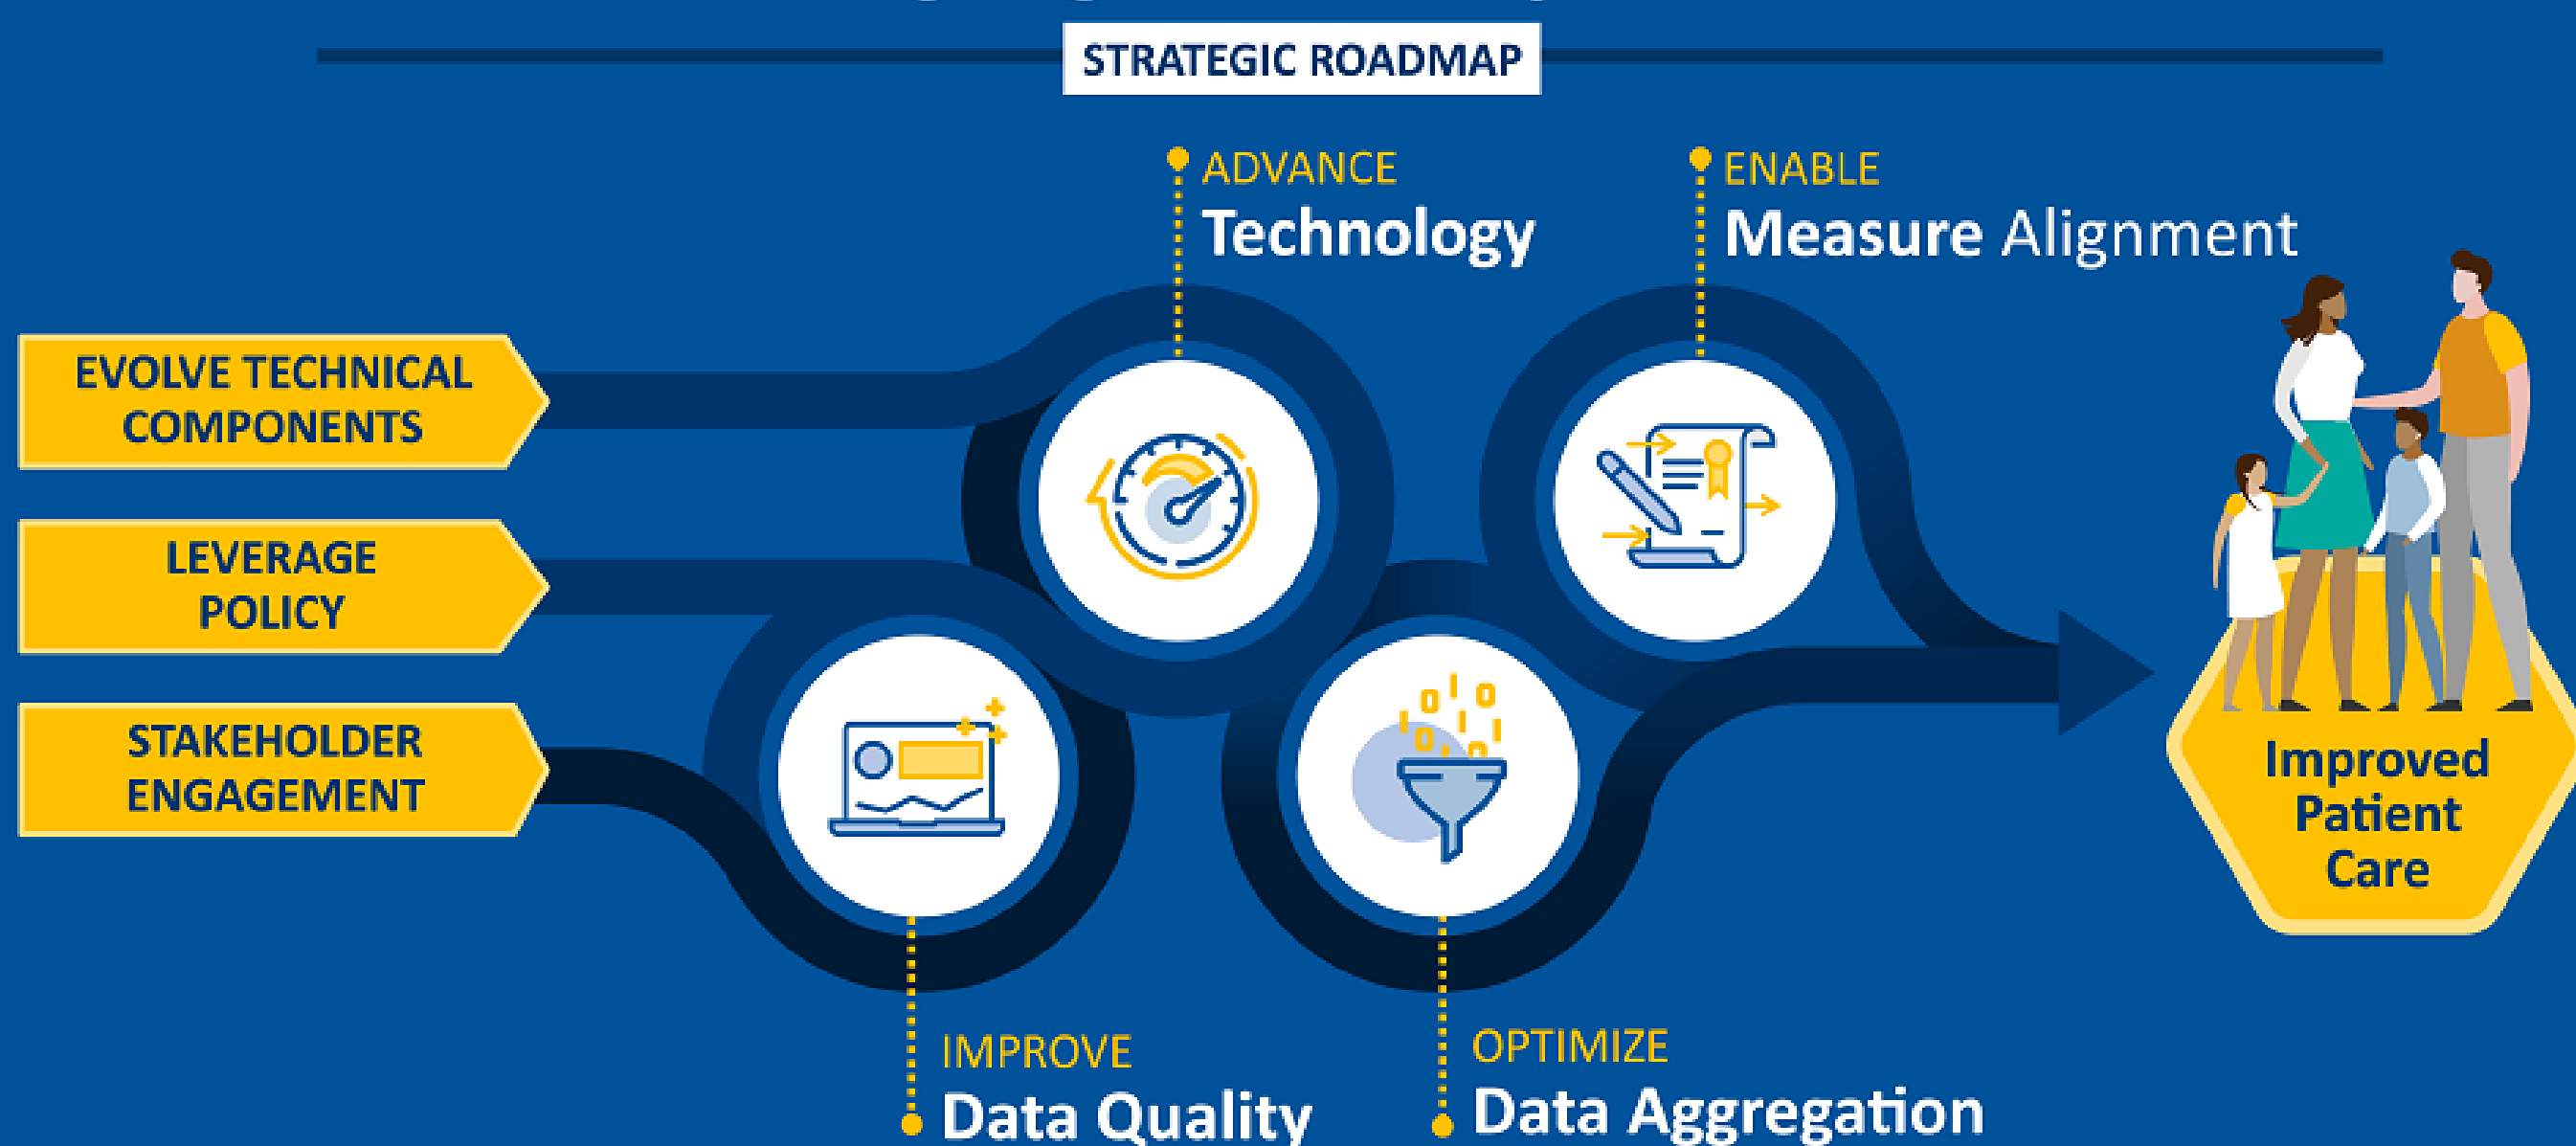 STRATEGIC ROADMAP
ADVANCE
Technology
ENABLE
Measure Alignment
EVOLVE TECHNICAL
COMPONENTS
LEVERAGE
POLICY
STAKEHOLDER
ENGAGEMENT
IMPROVE
Data Quality
OPTIMIZE
Data Aggregation
Improved
Patient
Care